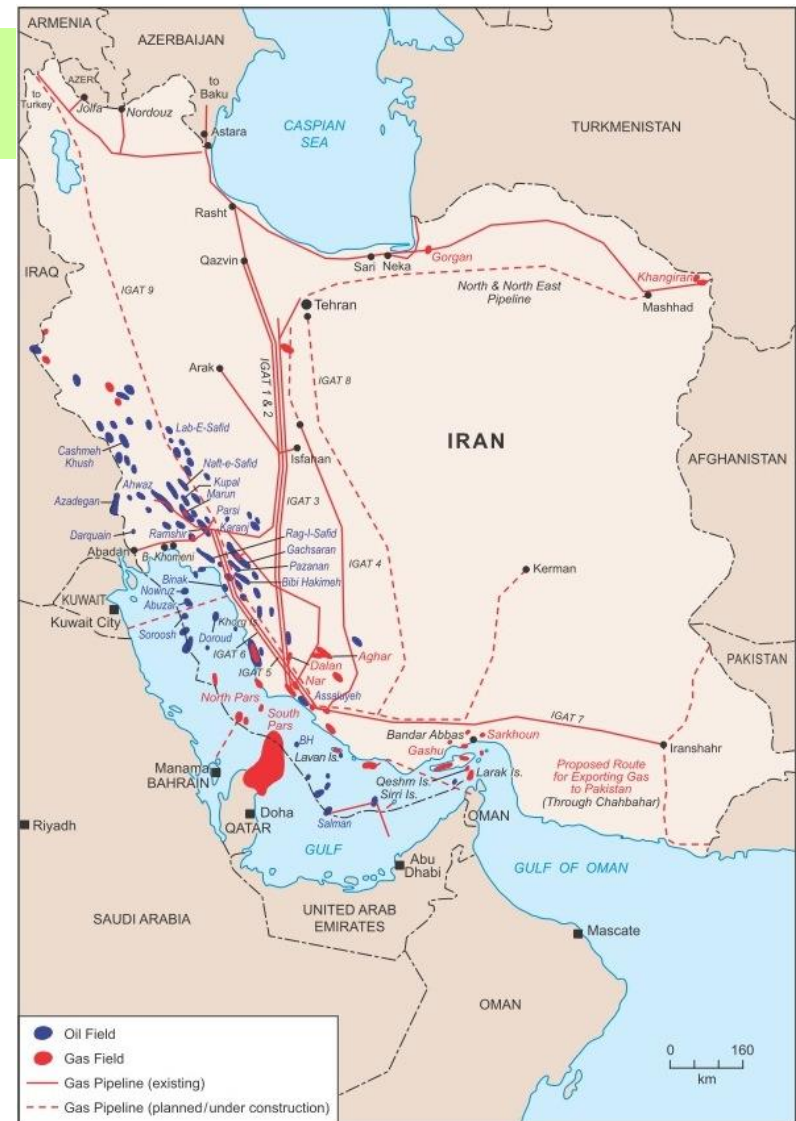 ARMENIA
AZERBAIJAN
to
Turkey
AZER.
Jolfa
Nordouz
to
Baku
Astara
CASPIAN
SEA
TURKMENISTAN
Rasht
Qazvin
Sari
Neka
Gorgan
Khangiran
Mashhad
North & North East
Pipeline
IRAQ
IGAT 9
Tehran
Arak
IGAT 1 & 2
IGAT 8
IRAN
Isfahan
AFGHANISTAN
Lab-E-Safid
Cashmeh
Khush
Naft-e-Safid
Ahwaz
Kupal
Marun
Azadegan
Parsi
IGAT 3
Karanj
Ramshir
Darquain
Rag-I-Safid
Abadan
B-Khomeni
Gachsaran
Pazanan
IGAT 4
Kerman
Binak
Bibi Hakimeh
Nowruz
KUWAIT
Kuwait City
Abuzar
Soroosh
Doroud
Kharg Is.
IGAT 6
IGAT 5
Dalan
Aghar
Nar
PAKISTAN
Assaluyeh
North Pars
South
Pars
IGAT 7
BH
Lavan Is.
Bandar Abbas
Sarkhoun
Gashu
Iranshahr
Manama
BAHRAIN
Qeshm Is.
Larak Is.
Sirri Is.
Proposed Route
for Exporting Gas
to Pakistan
(Through Chahbahar)
Doha
QATAR
Salman
OMAN
Riyadh
GULF
Abu
Dhabi
GULF OF OMAN
SAUDI ARABIA
UNITED ARAB
EMIRATES
Mascate
OMAN
Oil Field
Gas Field
Gas Pipeline (existing)
Gas Pipeline (planned/under construction)
0 160
km